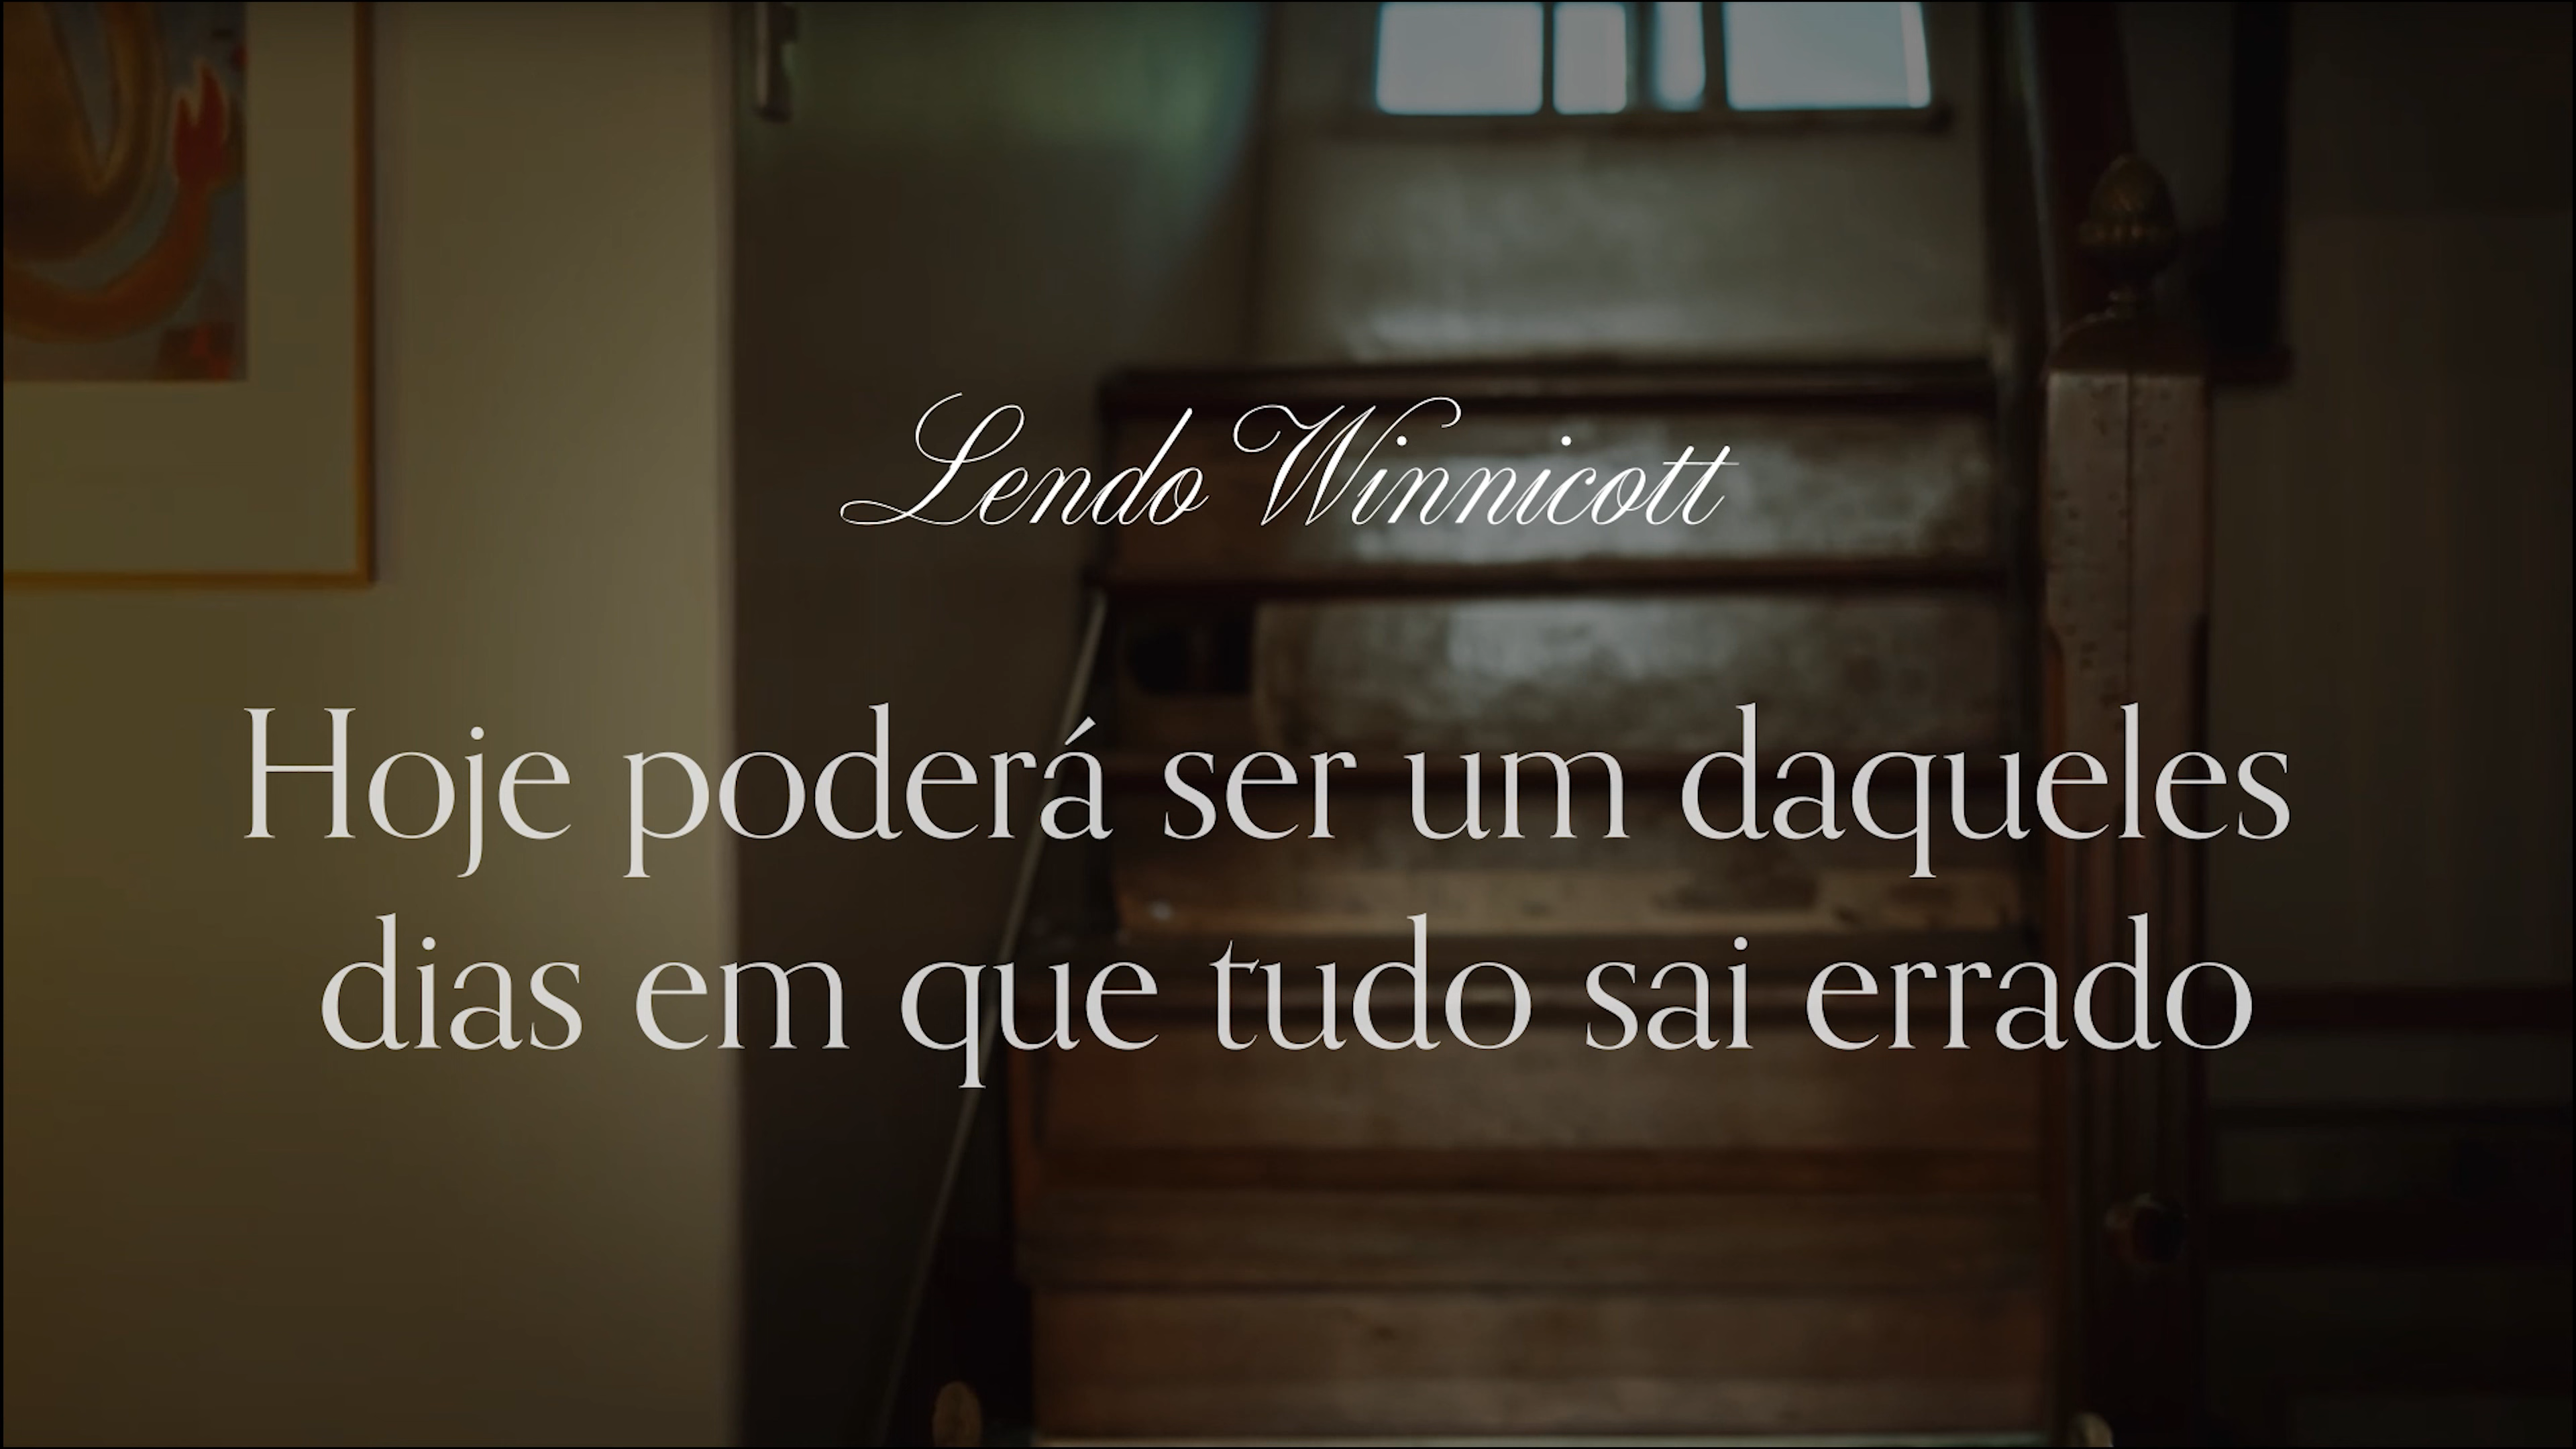 Lendo Winnicott
Hoje poderá ser um daqueles
dias em que tudo sai errado